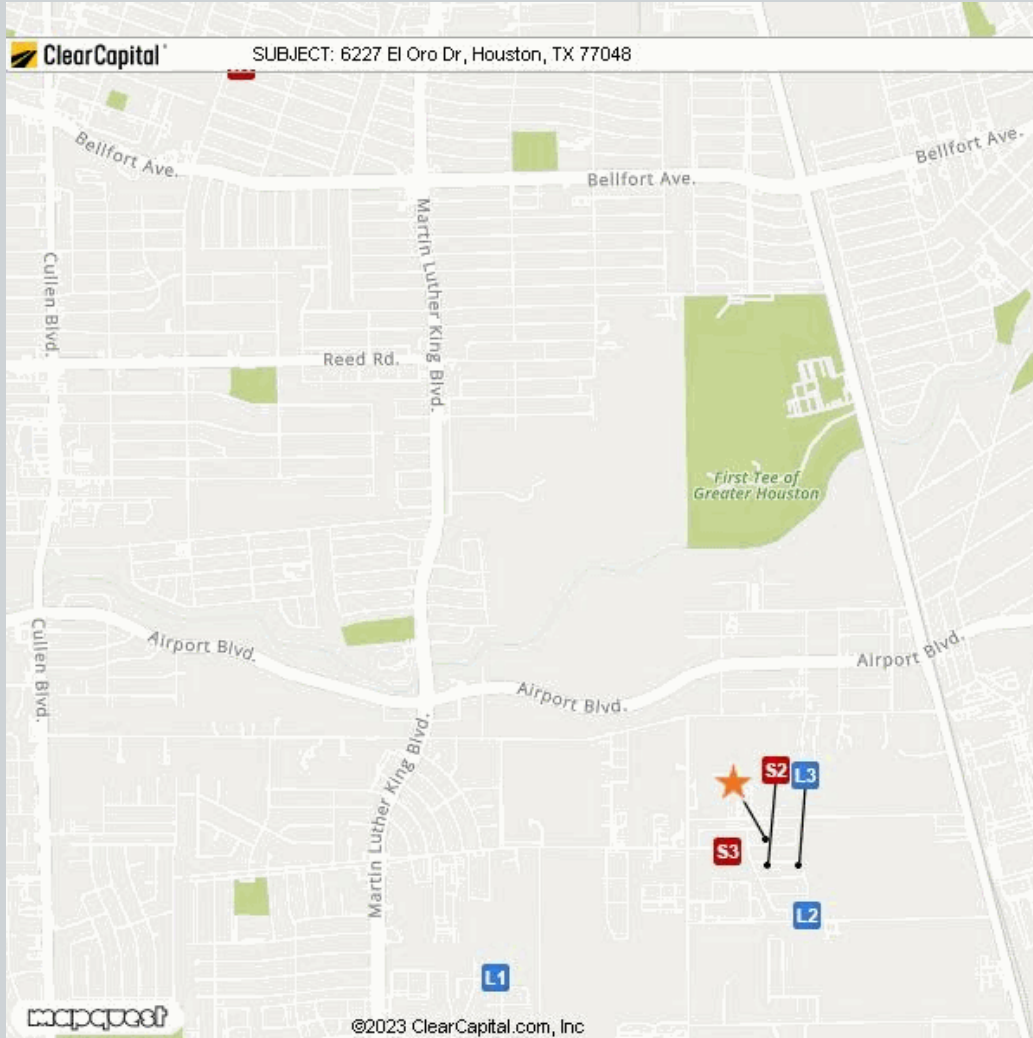 ClearCapital
SUBJECT: 6227 El Oro Dr, Houston, TX 77048
Bellfort Ave.
Bellfort Ave.
Bellfort Ave.
Martin Luther King Blvd.
Cullen Blvd.
Reed Rd.
First Tee of
Greater Houston
Cullen Blvd.
Airport Blvd.
Airport Blvd.
Airport Blvd.
Martin Luther King Blvd.
S2
L3
S3
L2
L1
mapquest
©2023 ClearCapital.com, Inc